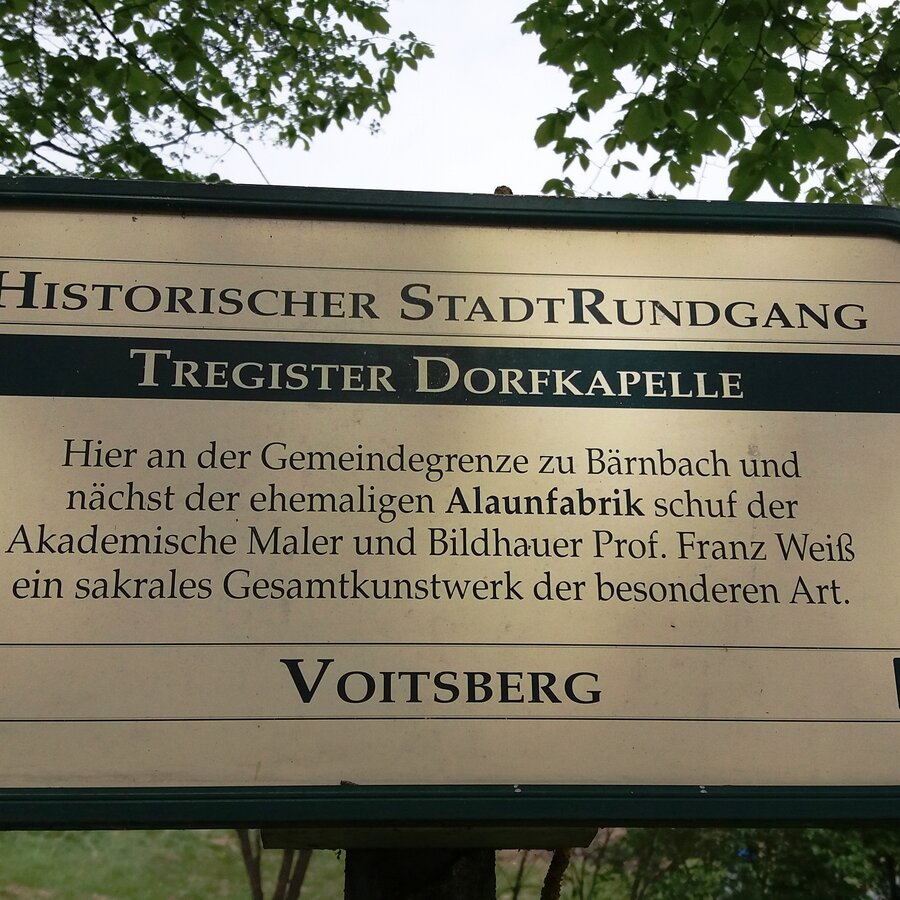 Historischer StadtRundgang
Tregister Dorfkapelle
Hier an der Gemeindegrenze zu Bärnbach und
nächst der ehemaligen Alaunfabrik schuf der
Akademische Maler und Bildhauer Prof. Franz Weiß
ein sakrales Gesamtkunstwerk der besonderen Art.
Voitsberg